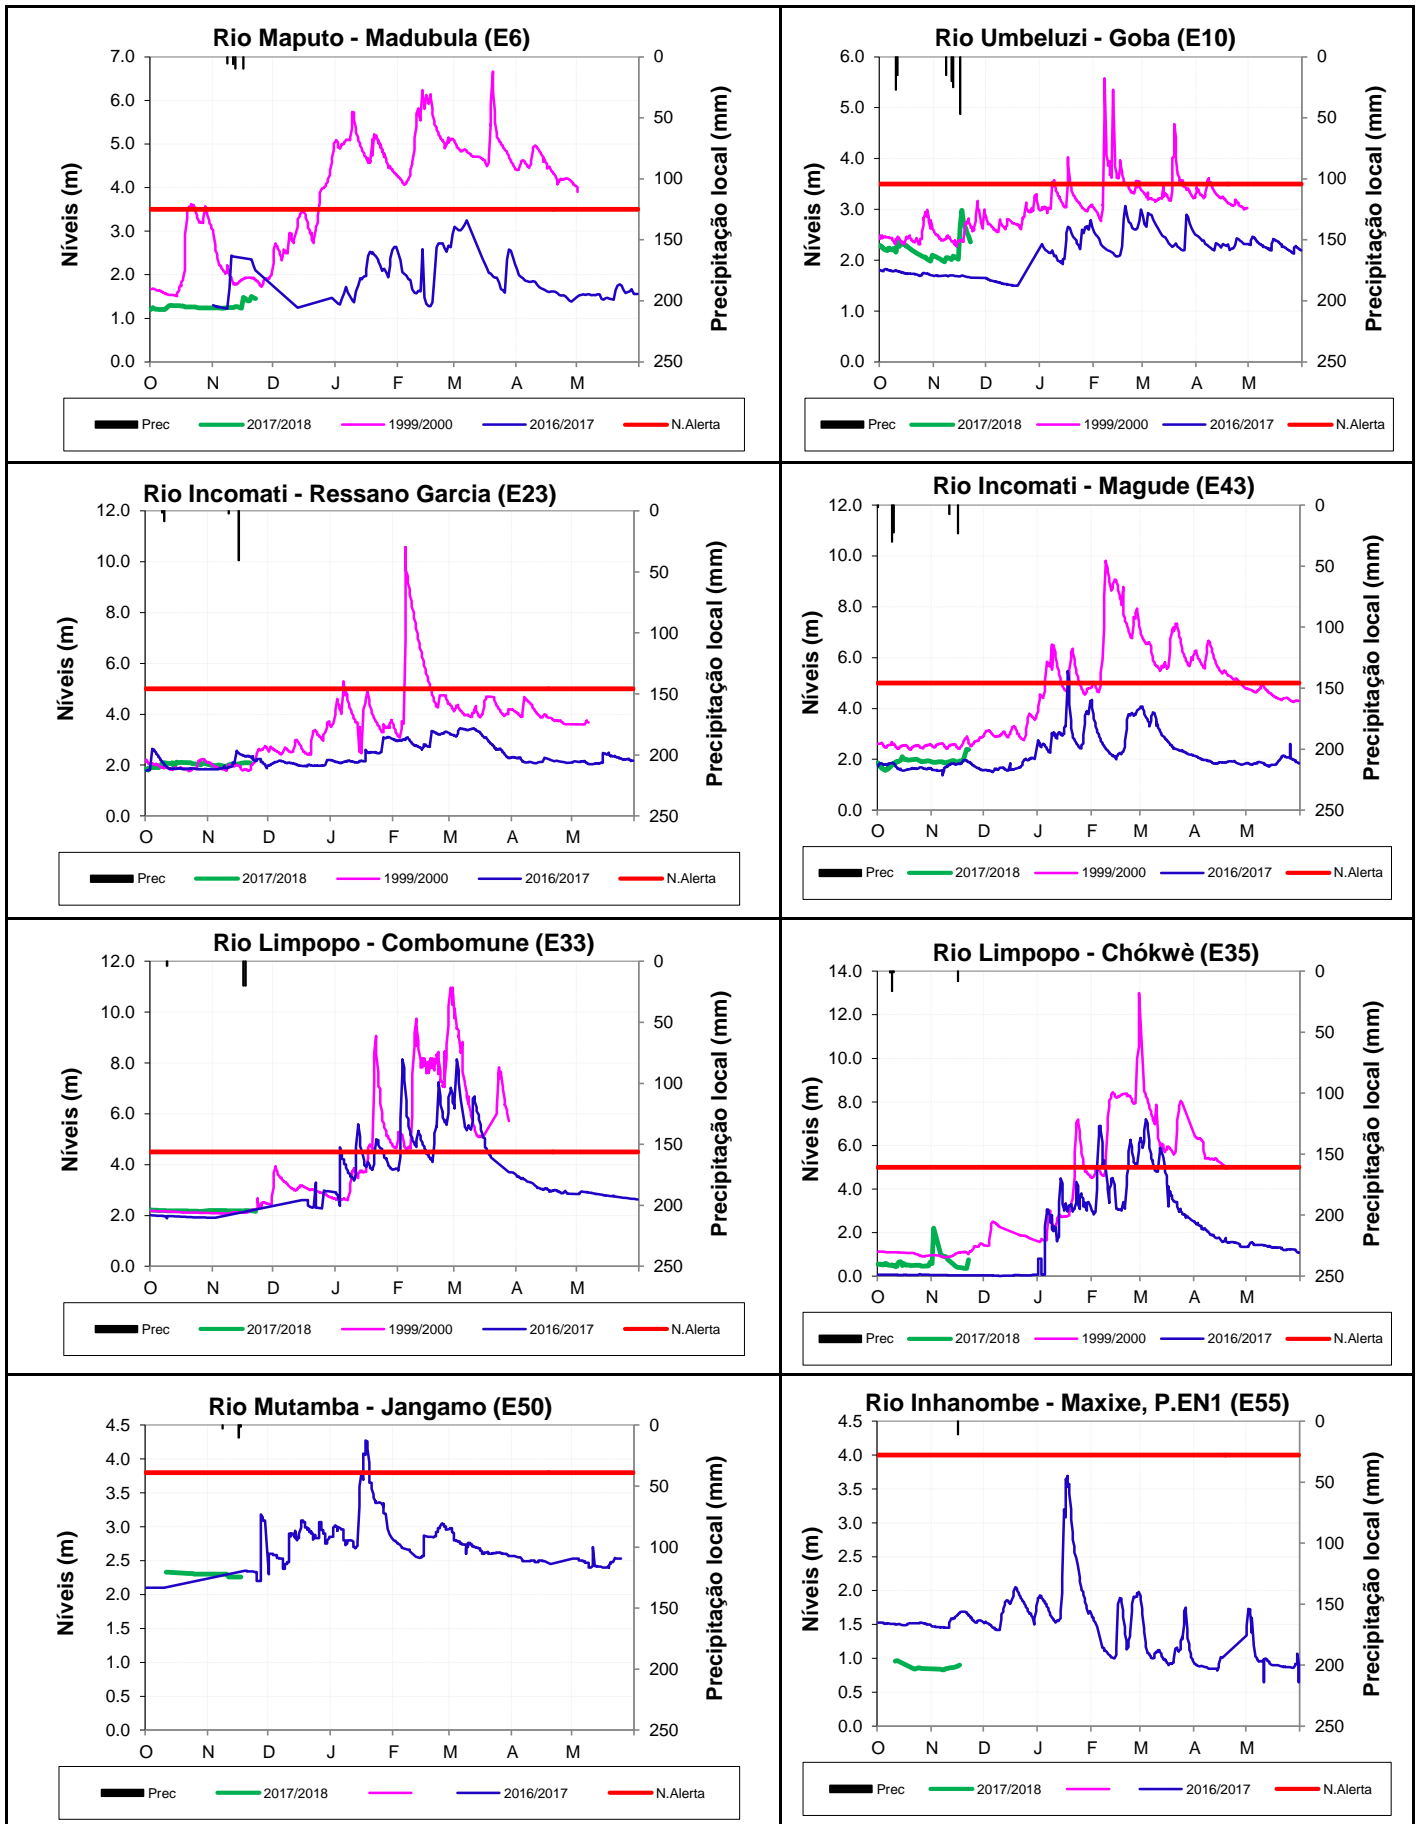 Rio Maputo - Madubula (E6)
7.0
6.0
5.0
4.0
3.0
2.0
1.0
0.0
Níveis (m)
0
50
100
150
200
250
Precipitação local (mm)
O N D J F M A M
Prec 2017/2018 1999/2000 2016/2017 N.Alerta
Rio Umbeluzi - Goba (E10)
6.0
5.0
4.0
3.0
2.0
1.0
0.0
Níveis (m)
0
50
100
150
200
250
Precipitação local (mm)
O N D J F M A M
Prec 2017/2018 1999/2000 2016/2017 N.Alerta
Rio Incomati - Ressano Garcia (E23)
12.0
10.0
8.0
6.0
4.0
2.0
0.0
Níveis (m)
0
50
100
150
200
250
Precipitação local (mm)
O N D J F M A M
Prec 2017/2018 1999/2000 2016/2017 N.Alerta
Rio Incomati - Magude (E43)
12.0
10.0
8.0
6.0
4.0
2.0
0.0
Níveis (m)
0
50
100
150
200
250
Precipitação local (mm)
O N D J F M A M
Prec 2017/2018 1999/2000 2016/2017 N.Alerta
Rio Limpopo - Combomune (E33)
12.0
10.0
8.0
6.0
4.0
2.0
0.0
Níveis (m)
0
50
100
150
200
250
Precipitação local (mm)
O N D J F M A M
Prec 2017/2018 1999/2000 2016/2017 N.Alerta
Rio Limpopo - Chókwè (E35)
14.0
12.0
10.0
8.0
6.0
4.0
2.0
0.0
Níveis (m)
0
50
100
150
200
250
Precipitação local (mm)
O N D J F M A M
Prec 2017/2018 1999/2000 2016/2017 N.Alerta
Rio Mutamba - Jangamo (E50)
4.5
4.0
3.5
3.0
2.5
2.0
1.5
1.0
0.5
0.0
Níveis (m)
0
50
100
150
200
250
Precipitação local (mm)
O N D J F M A M
Prec 2017/2018 2016/2017 N.Alerta
Rio Inhanombe - Maxixe, P.EN1 (E55)
4.5
4.0
3.5
3.0
2.5
2.0
1.5
1.0
0.5
0.0
Níveis (m)
0
50
100
150
200
250
Precipitação local (mm)
O N D J F M A M
Prec 2017/2018 2016/2017 N.Alerta